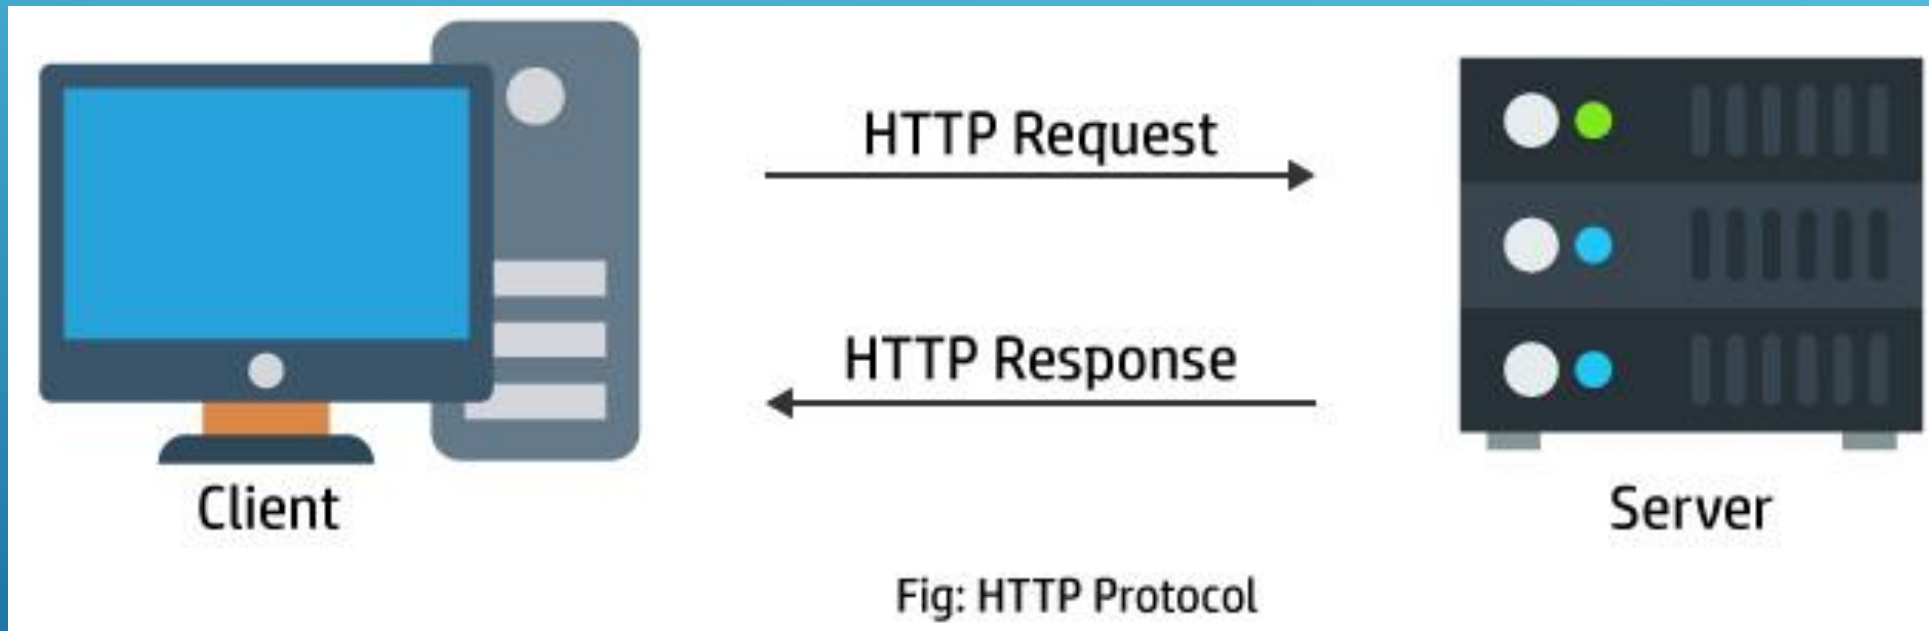 HTTP Request
HTTP Response
Client
Server
Fig: HTTP Protocol